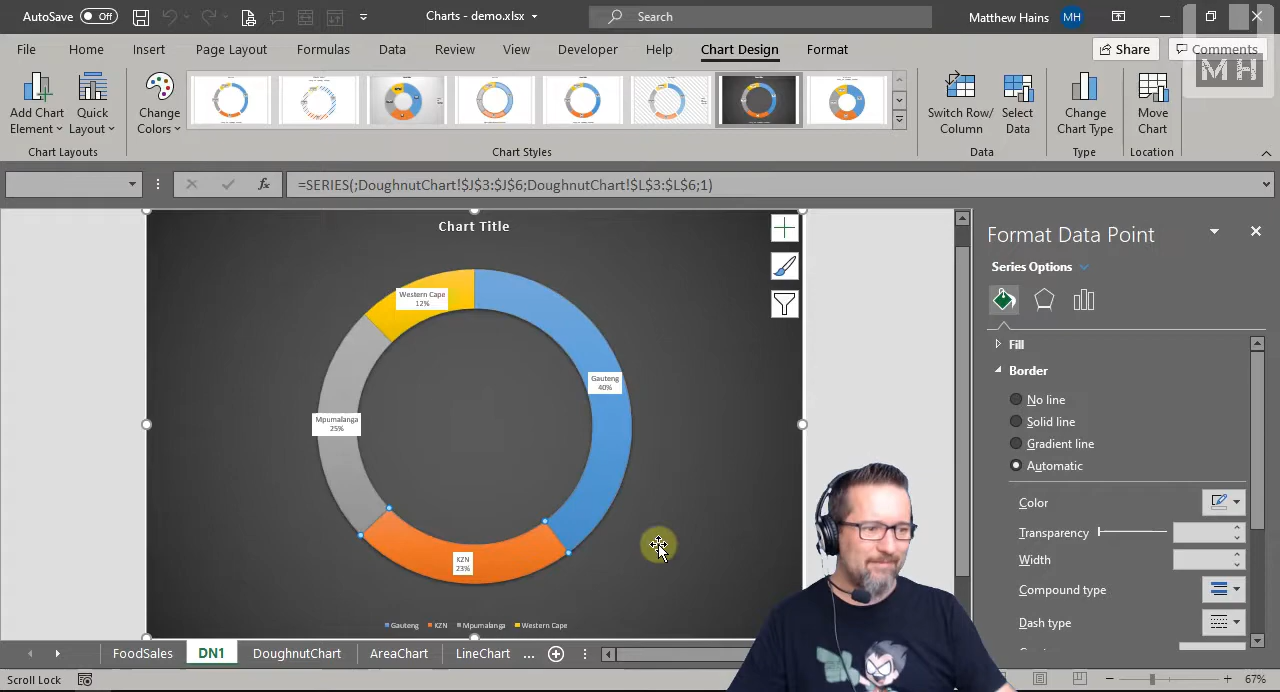 AutoSave Off Charts - demo.xlsx Search Matthew Hains MH
File Home Insert Page Layout Formulas Data Review View Developer Help Chart Design Format Share Comments
MH
Add Chart Element Quick Layout Change Colors Switch Row/ Column Select Data Change Chart Type Move Chart
Chart Layouts Chart Styles Data Type Location
fx =SERIES(;DoughnutChart!$J$3:$J$6;DoughnutChart!$L$3:$L$6;1)
Chart Title
Western Cape
12%
Gauteng
40%
Mpumalanga
25%
KZN
23%
Gauteng KZN Mpumalanga Western Cape
Format Data Point
Series Options
Fill
Border
No line
Solid line
Gradient line
Automatic
Color
Transparency
Width
Compound type
Dash type
FoodSales DN1 DoughnutChart AreaChart LineChart ...
Scroll Lock 67%